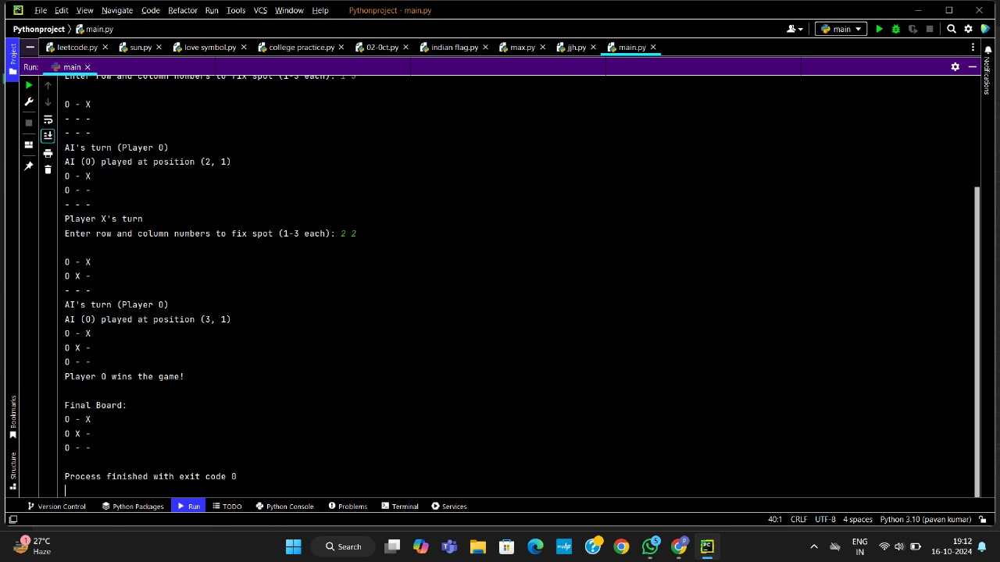 File Edit View Navigate Code Refactor Run Tools VCS Window Help Pythonproject - main.py
Pythonproject main.py main
leetcode.py sun.py love symbol.py college practice.py 02-Oct.py indian flag.py max.py jjh.py main.py
Project
Notifications
Run: main
Enter row and column numbers to fix spot (1-3 each): 1 3
O - X
- - -
- - -
AI's turn (Player O)
AI (O) played at position (2, 1)
O - X
O - -
- - -
Player X's turn
Enter row and column numbers to fix spot (1-3 each): 2 2
O - X
O X -
- - -
AI's turn (Player O)
AI (O) played at position (3, 1)
O - X
O X -
O - -
Player O wins the game!
Final Board:
O - X
O X -
O - -
Process finished with exit code 0
Bookmarks
Structure
Version Control Python Packages Run TODO Python Console Problems Terminal Services
40:1 CRLF UTF-8 4 spaces Python 3.10 (pavan kumar)
1 27°C
Haze
Search
myhp
5
P
PC
ENG
IN
19:12
16-10-2024